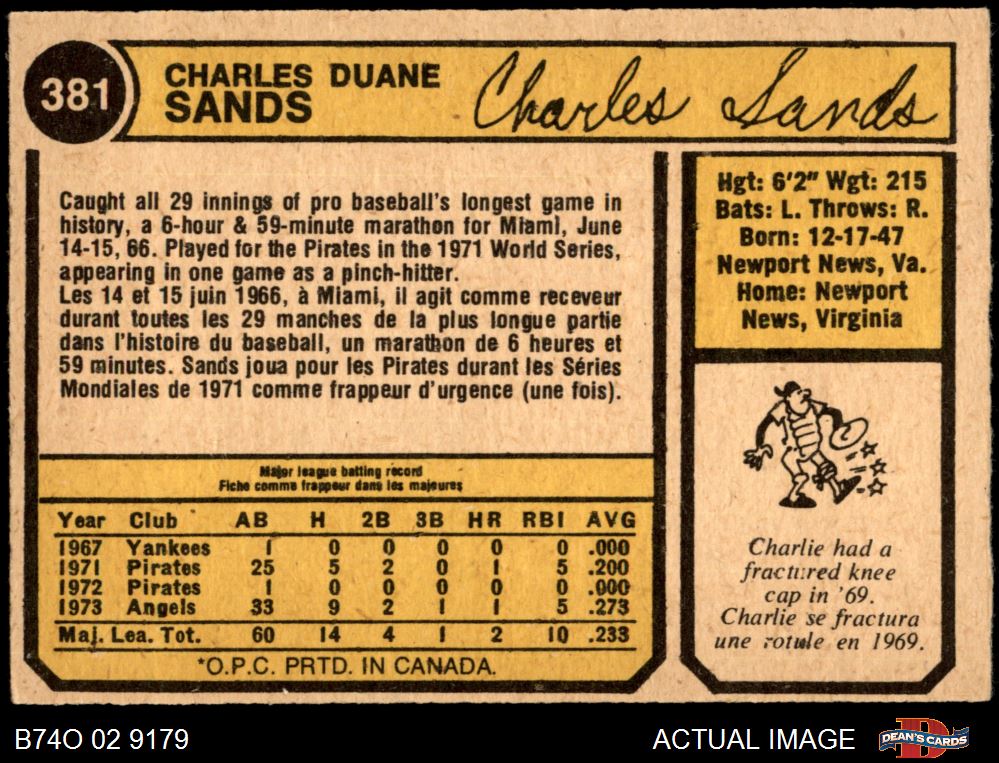 381
CHARLES DUANE
SANDS
Charles Sands
Caught all 29 innings of pro baseball's longest game in
history, a 6-hour & 59-minute marathon for Miami, June
14-15, 66. Played for the Pirates in the 1971 World Series,
appearing in one game as a pinch-hitter.
Les 14 et 15 juin 1966, à Miami, il agit comme receveur
durant toutes les 29 manches de la plus longue partie
dans l'histoire du baseball, un marathon de 6 heures et
59 minutes. Sands joua pour les Pirates durant les Séries
Mondiales de 1971 comme frappeur d'urgence (une fois).
Hgt: 6'2" Wgt: 215
Bats: L. Throws: R.
Born: 12-17-47
Newport News, Va.
Home: Newport
News, Virginia
Major league batting record
Fiche comme frappeur dans les majeures
Year Club AB H 2B 3B HR RBI AVG
1967 Yankees 1 0 0 0 0 0 .000
1971 Pirates 25 5 2 0 1 5 .200
1972 Pirates 1 0 0 0 0 0 .000
1973 Angels 33 9 2 1 1 5 .273
Maj. Lea. Tot. 60 14 4 1 2 10 .233
*O.P.C. PRTD. IN CANADA.
Charlie had a
fractured knee
cap in '69.
Charlie se fractura
une rotule en 1969.
B74O 02 9179
ACTUAL IMAGE
D
DEAN'S CARDS